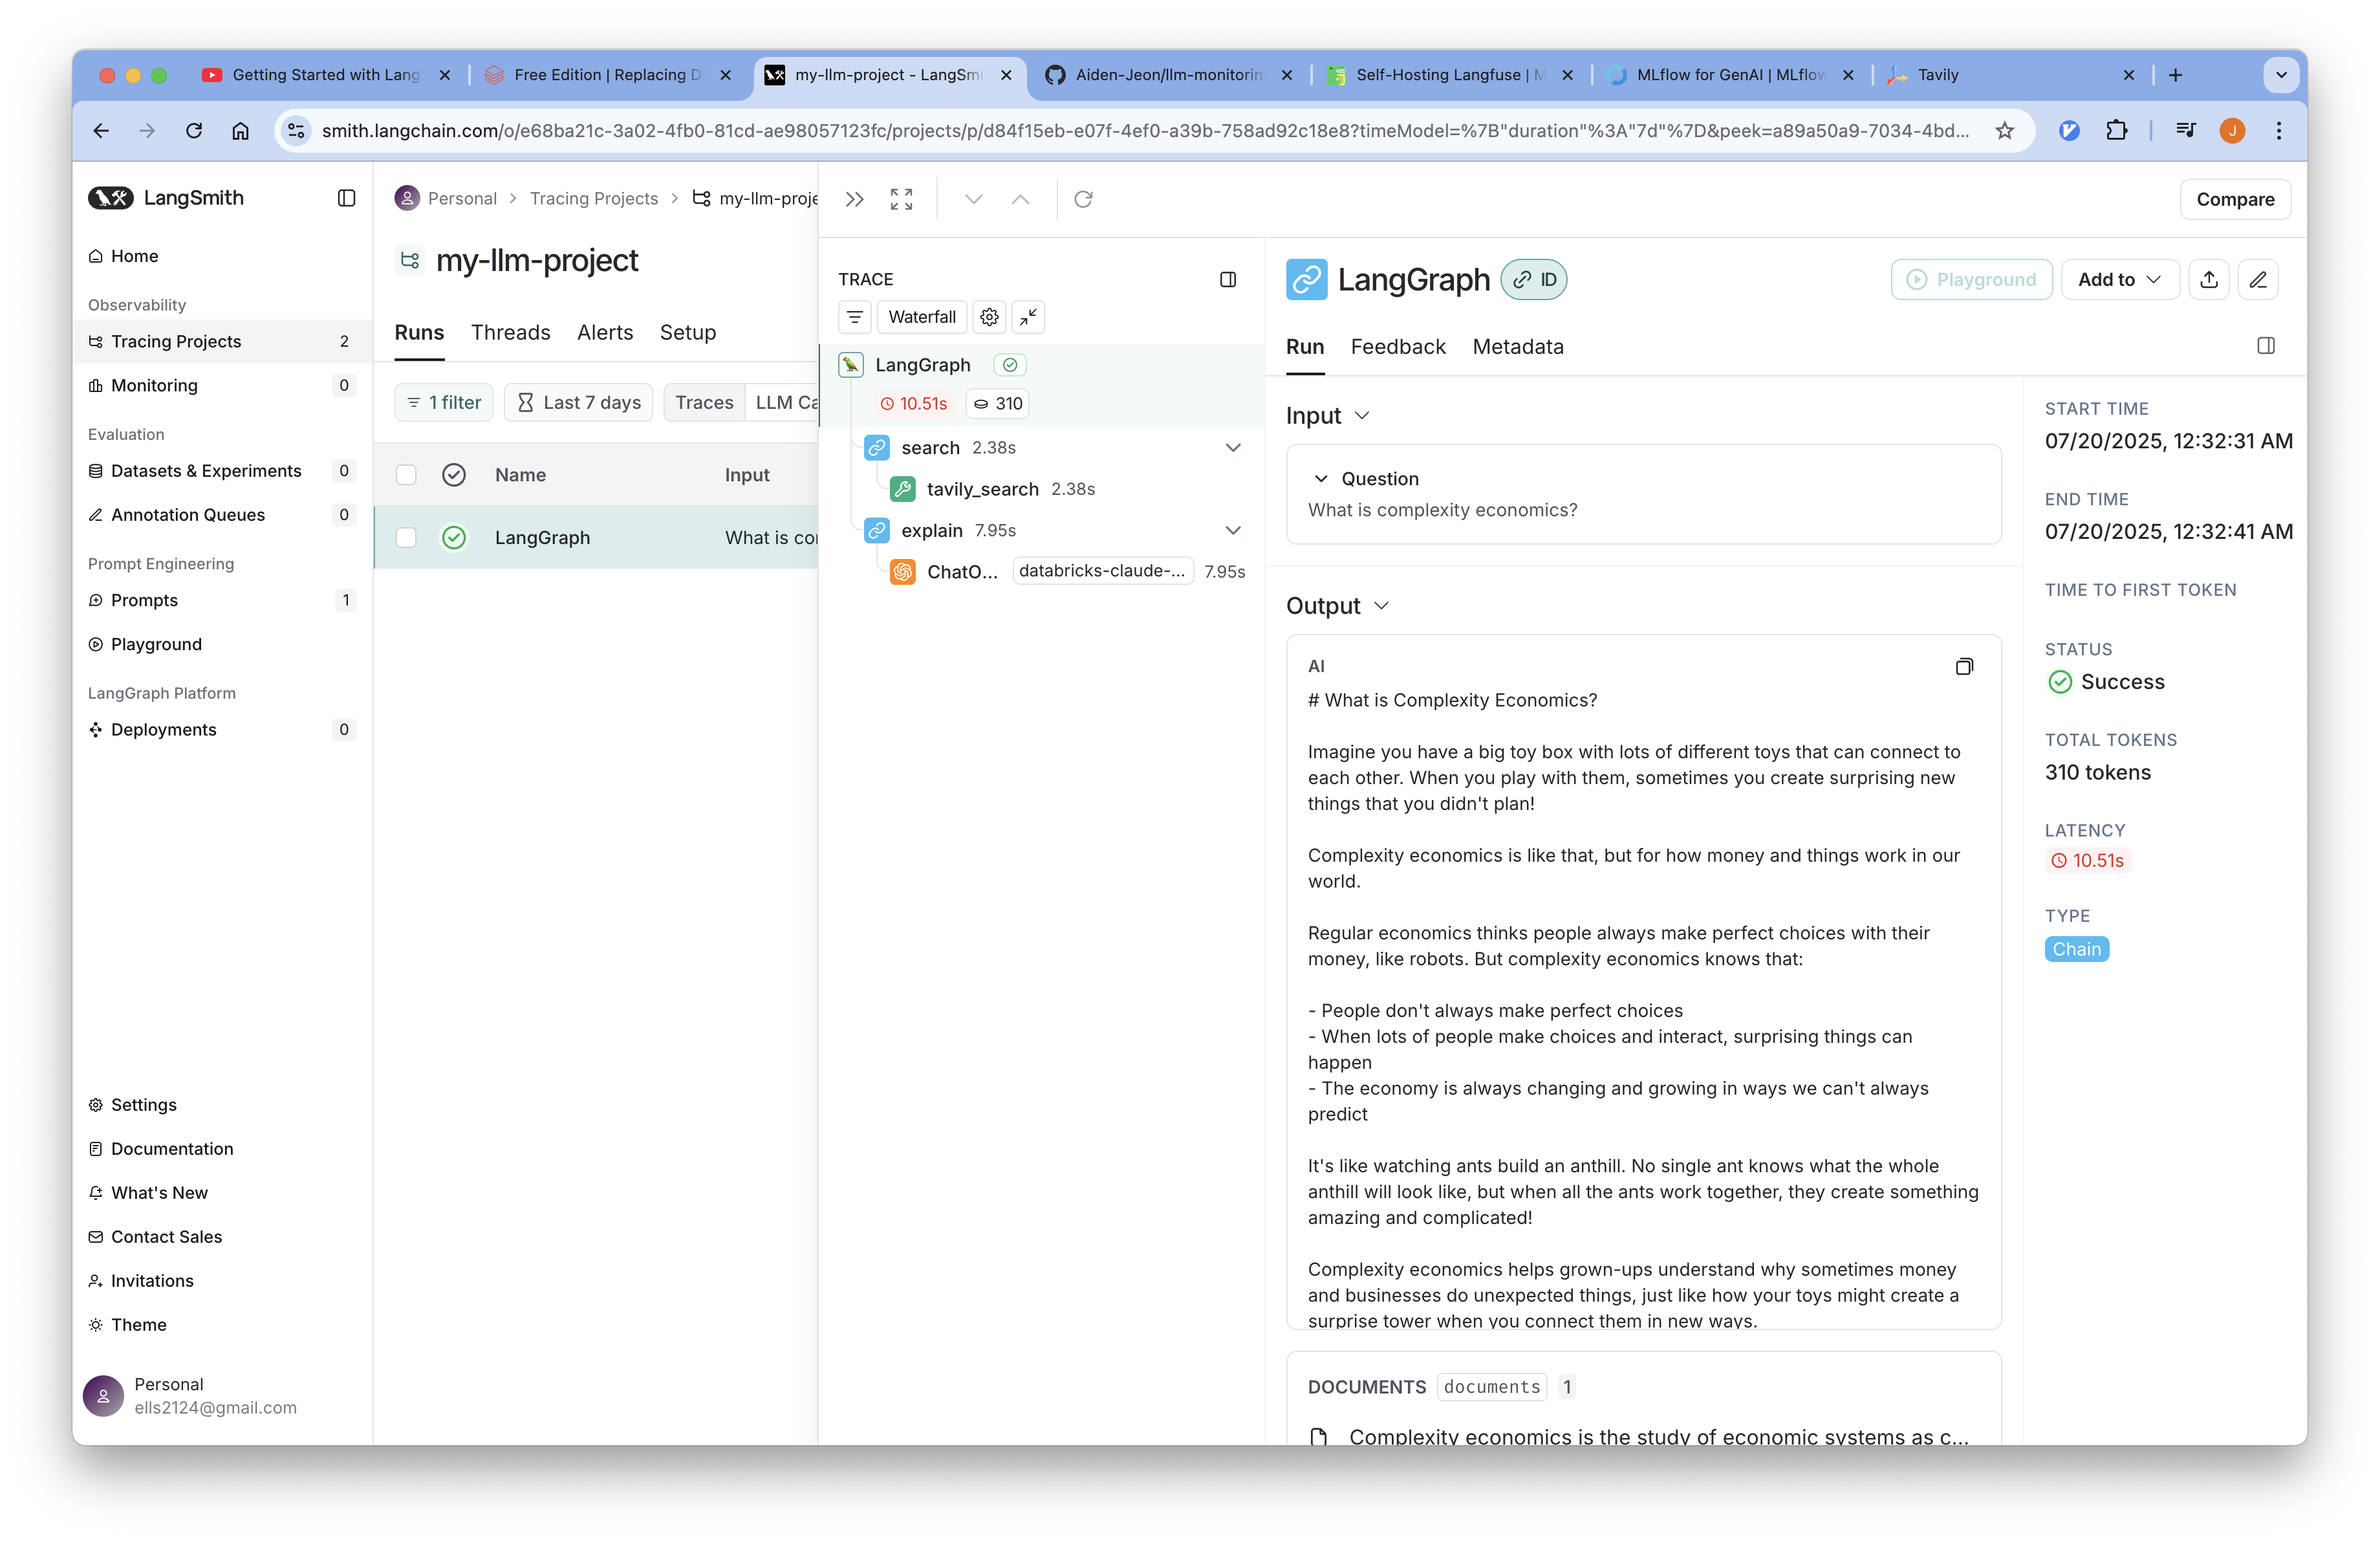 Getting Started with Lang
Free Edition | Replacing D
my-llm-project - LangSmi
Aiden-Jeon/llm-monitorin
Self-Hosting Langfuse | M
MLflow for GenAI | MLflow
Tavily
smith.langchain.com/o/e68ba21c-3a02-4fb0-81cd-ae98057123fc/projects/p/d84f15eb-e07f-4ef0-a39b-758ad92c18e8?timeModel=%7B"duration"%3A"7d"%7D&peek=a89a50a9-7034-4bd...
J
LangSmith
Home
Observability
Tracing Projects 2
Monitoring 0
Evaluation
Datasets & Experiments 0
Annotation Queues 0
Prompt Engineering
Prompts 1
Playground
LangGraph Platform
Deployments 0
Settings
Documentation
What's New
Contact Sales
Invitations
Theme
Personal
ells2124@gmail.com
Personal > Tracing Projects > my-llm-proje
my-llm-project
Runs Threads Alerts Setup
1 filter Last 7 days Traces LLM Ca
Name Input
LangGraph What is co
Compare
TRACE
Waterfall
LangGraph
10.51s 310
search 2.38s
tavily_search 2.38s
explain 7.95s
ChatO... databricks-claude-... 7.95s
LangGraph ID
Playground Add to
Run Feedback Metadata
Input
Question
What is complexity economics?
Output
AI
# What is Complexity Economics?
Imagine you have a big toy box with lots of different toys that can connect to
each other. When you play with them, sometimes you create surprising new
things that you didn't plan!
Complexity economics is like that, but for how money and things work in our
world.
Regular economics thinks people always make perfect choices with their
money, like robots. But complexity economics knows that:
- People don't always make perfect choices
- When lots of people make choices and interact, surprising things can
happen
- The economy is always changing and growing in ways we can't always
predict
It's like watching ants build an anthill. No single ant knows what the whole
anthill will look like, but when all the ants work together, they create something
amazing and complicated!
Complexity economics helps grown-ups understand why sometimes money
and businesses do unexpected things, just like how your toys might create a
surprise tower when you connect them in new ways.
DOCUMENTS documents 1
Complexity economics is the study of economic systems as c...
START TIME
07/20/2025, 12:32:31 AM
END TIME
07/20/2025, 12:32:41 AM
TIME TO FIRST TOKEN
STATUS
Success
TOTAL TOKENS
310 tokens
LATENCY
10.51s
TYPE
Chain